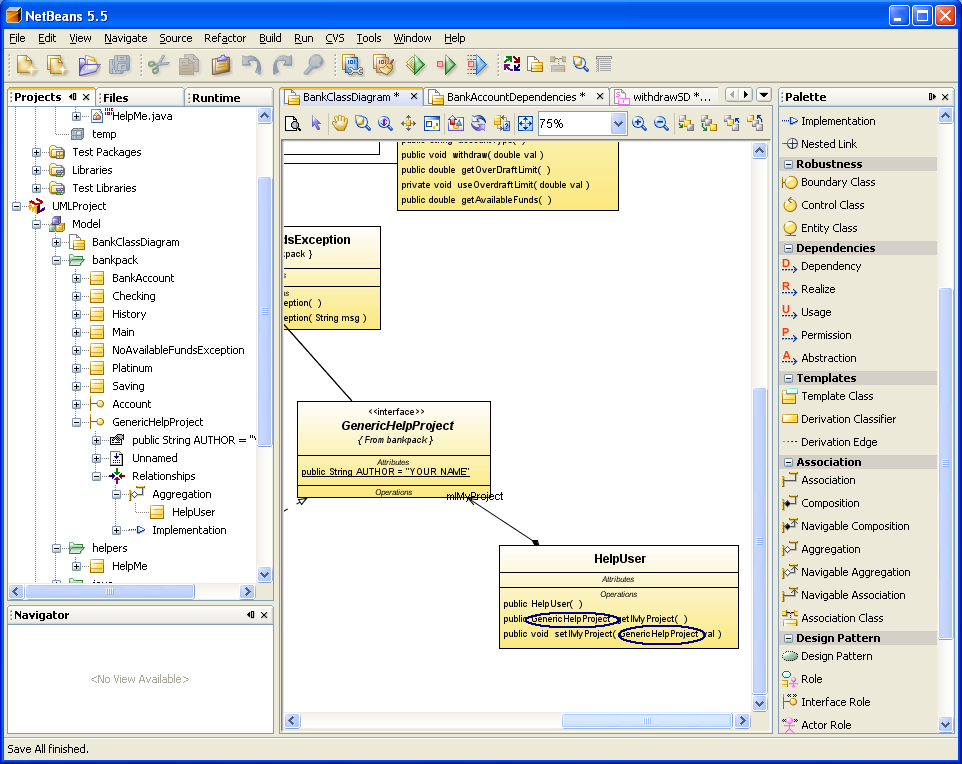 NetBeans 5.5
File Edit View Navigate Source Refactor Build Run CVS Tools Window Help
Projects
Files
Runtime
HelpMe.java
temp
Test Packages
Libraries
Test Libraries
UMLProject
Model
BankClassDiagram
bankpack
BankAccount
Checking
History
Main
NoAvailableFundsException
Platinum
Saving
Account
GenericHelpProject
public String AUTHOR = "
Unnamed
Relationships
Aggregation
HelpUser
Implementation
helpers
HelpMe
Navigator
<No View Available>
BankClassDiagram *
BankAccountDependencies *
withdrawSD *...
75%
public void withdraw( double val )
public double getOverDraftLimit( )
private void useOverdraftLimit( double val )
public double getAvailableFunds( )
dsException
kpack }
s
ns
eption( )
eption( String msg )
<<interface>>
GenericHelpProject
{ From bankpack }
Attributes
public String AUTHOR = "YOUR NAME"
Operations
mIMyProject
HelpUser
Attributes
Operations
public HelpUser( )
public GenericHelpProject getIMyProject( )
public void setIMyProject( GenericHelpProject val )
Palette
Implementation
Nested Link
Robustness
Boundary Class
Control Class
Entity Class
Dependencies
Dependency
Realize
Usage
Permission
Abstraction
Templates
Template Class
Derivation Classifier
Derivation Edge
Association
Association
Composition
Navigable Composition
Aggregation
Navigable Aggregation
Navigable Association
Association Class
Design Pattern
Design Pattern
Role
Interface Role
Actor Role
Save All finished.